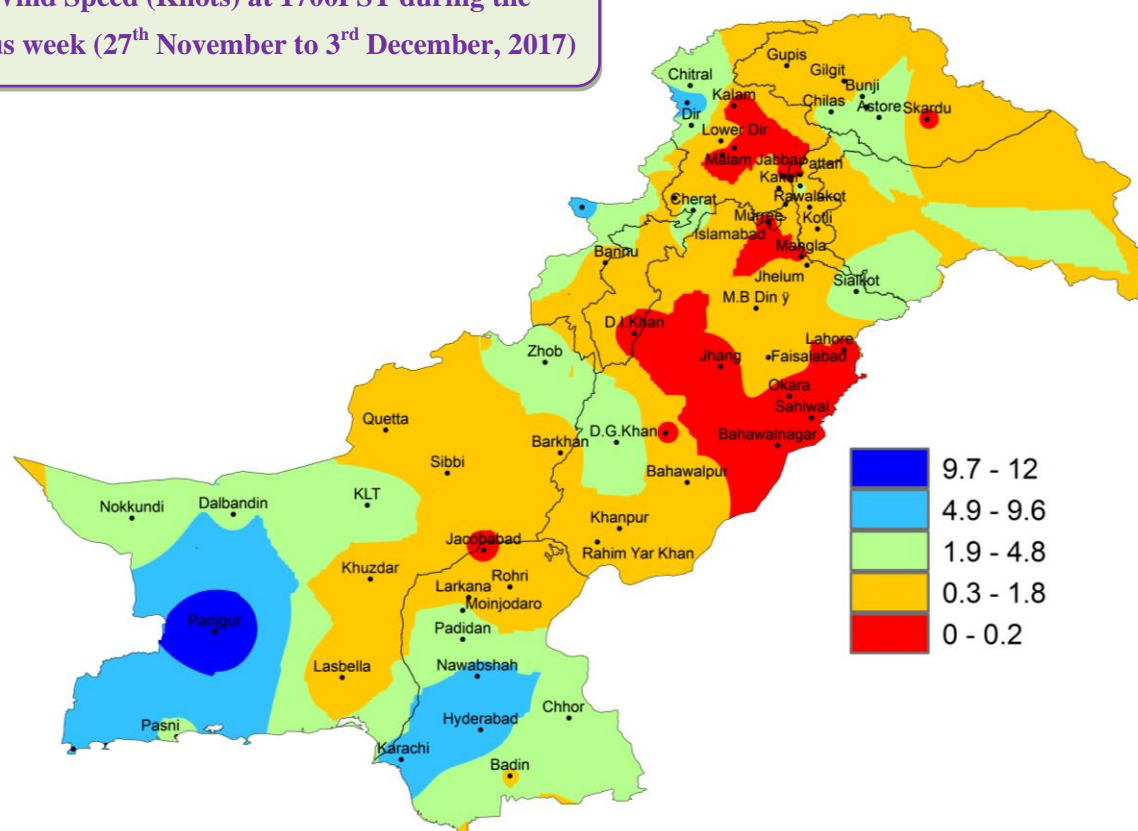 Wind Speed (Knots) at 1700PST during the
us week (27th November to 3rd December, 2017)
Gupis
Gilgit
Bunji
Chitral
Kalam
Chilas
Astore
Skardu
Dir
Lower Dir
Malam Jabba
Pattan
Kakul
Rawalakot
Cherat
Murree
Kotli
Islamabad
Mangla
Bannu
Jhelum
Sialkot
M.B Din ÿ
D.I.Khan
Lahore
Zhob
Jhang
Faisalabad
Okara
Sahiwal
Quetta
D.G.Khan
Bahawalnagar
Barkhan
Sibbi
Bahawalpur
Nokkundi
Dalbandin
KLT
Khanpur
Jacobabad
Rahim Yar Khan
Khuzdar
Rohri
Larkana
Moinjodaro
Panjgur
Padidan
Lasbella
Nawabshah
Chhor
Hyderabad
Pasni
Karachi
Badin
9.7 - 12
4.9 - 9.6
1.9 - 4.8
0.3 - 1.8
0 - 0.2